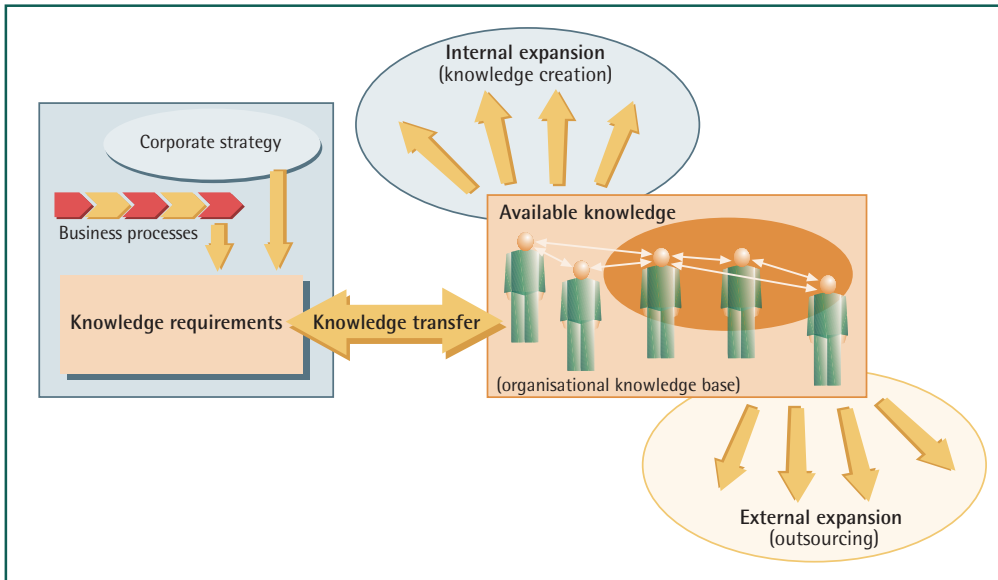 Internal expansion
(knowledge creation)
Corporate strategy
Business processes
Knowledge requirements
Knowledge transfer
Available knowledge
(organisational knowledge base)
External expansion
(outsourcing)